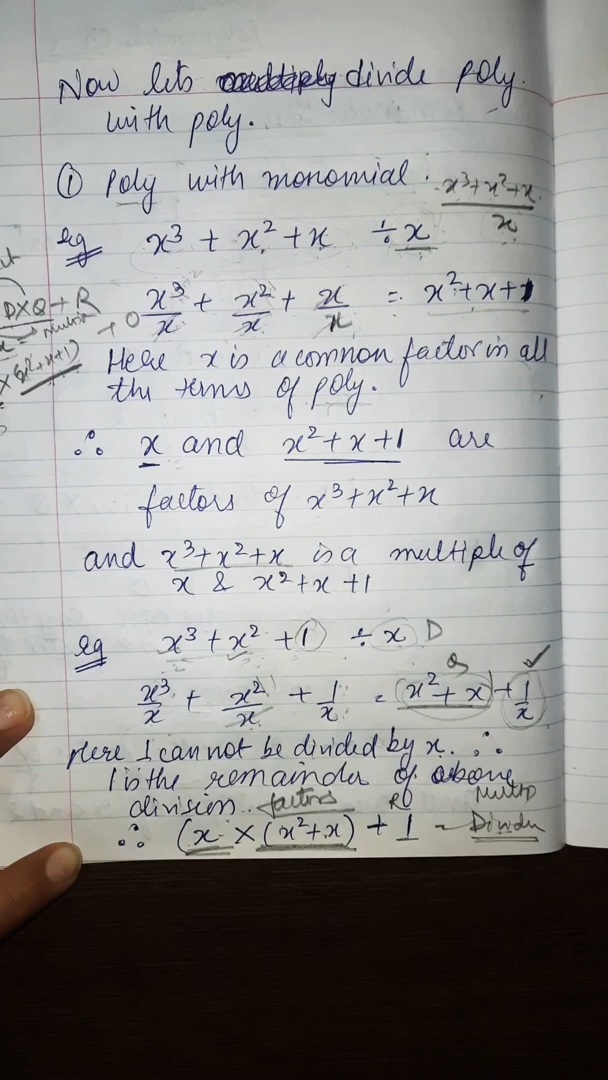 Now lets divide poly.
with poly.
① Poly with monomial. x³+x²+x / x
eg x³ + x² + x ÷ x
x³/x + x²/x + x/x = x²+x+1
DXQ + R
+ 0
Here x is a common factor in all
the terms of poly.
∴ x and x²+x+1 are
factors of x³+x²+x
and x³+x²+x is a multiple of
x & x²+x+1
eg x³ + x² + 1 ÷ x D
Q ✓
x³/x + x²/x + 1/x = (x²+x)+1/x
Here 1 can not be divided by x. ∴
1 is the remainder of above
division. factors
∴ (x × (x²+x) + 1 =